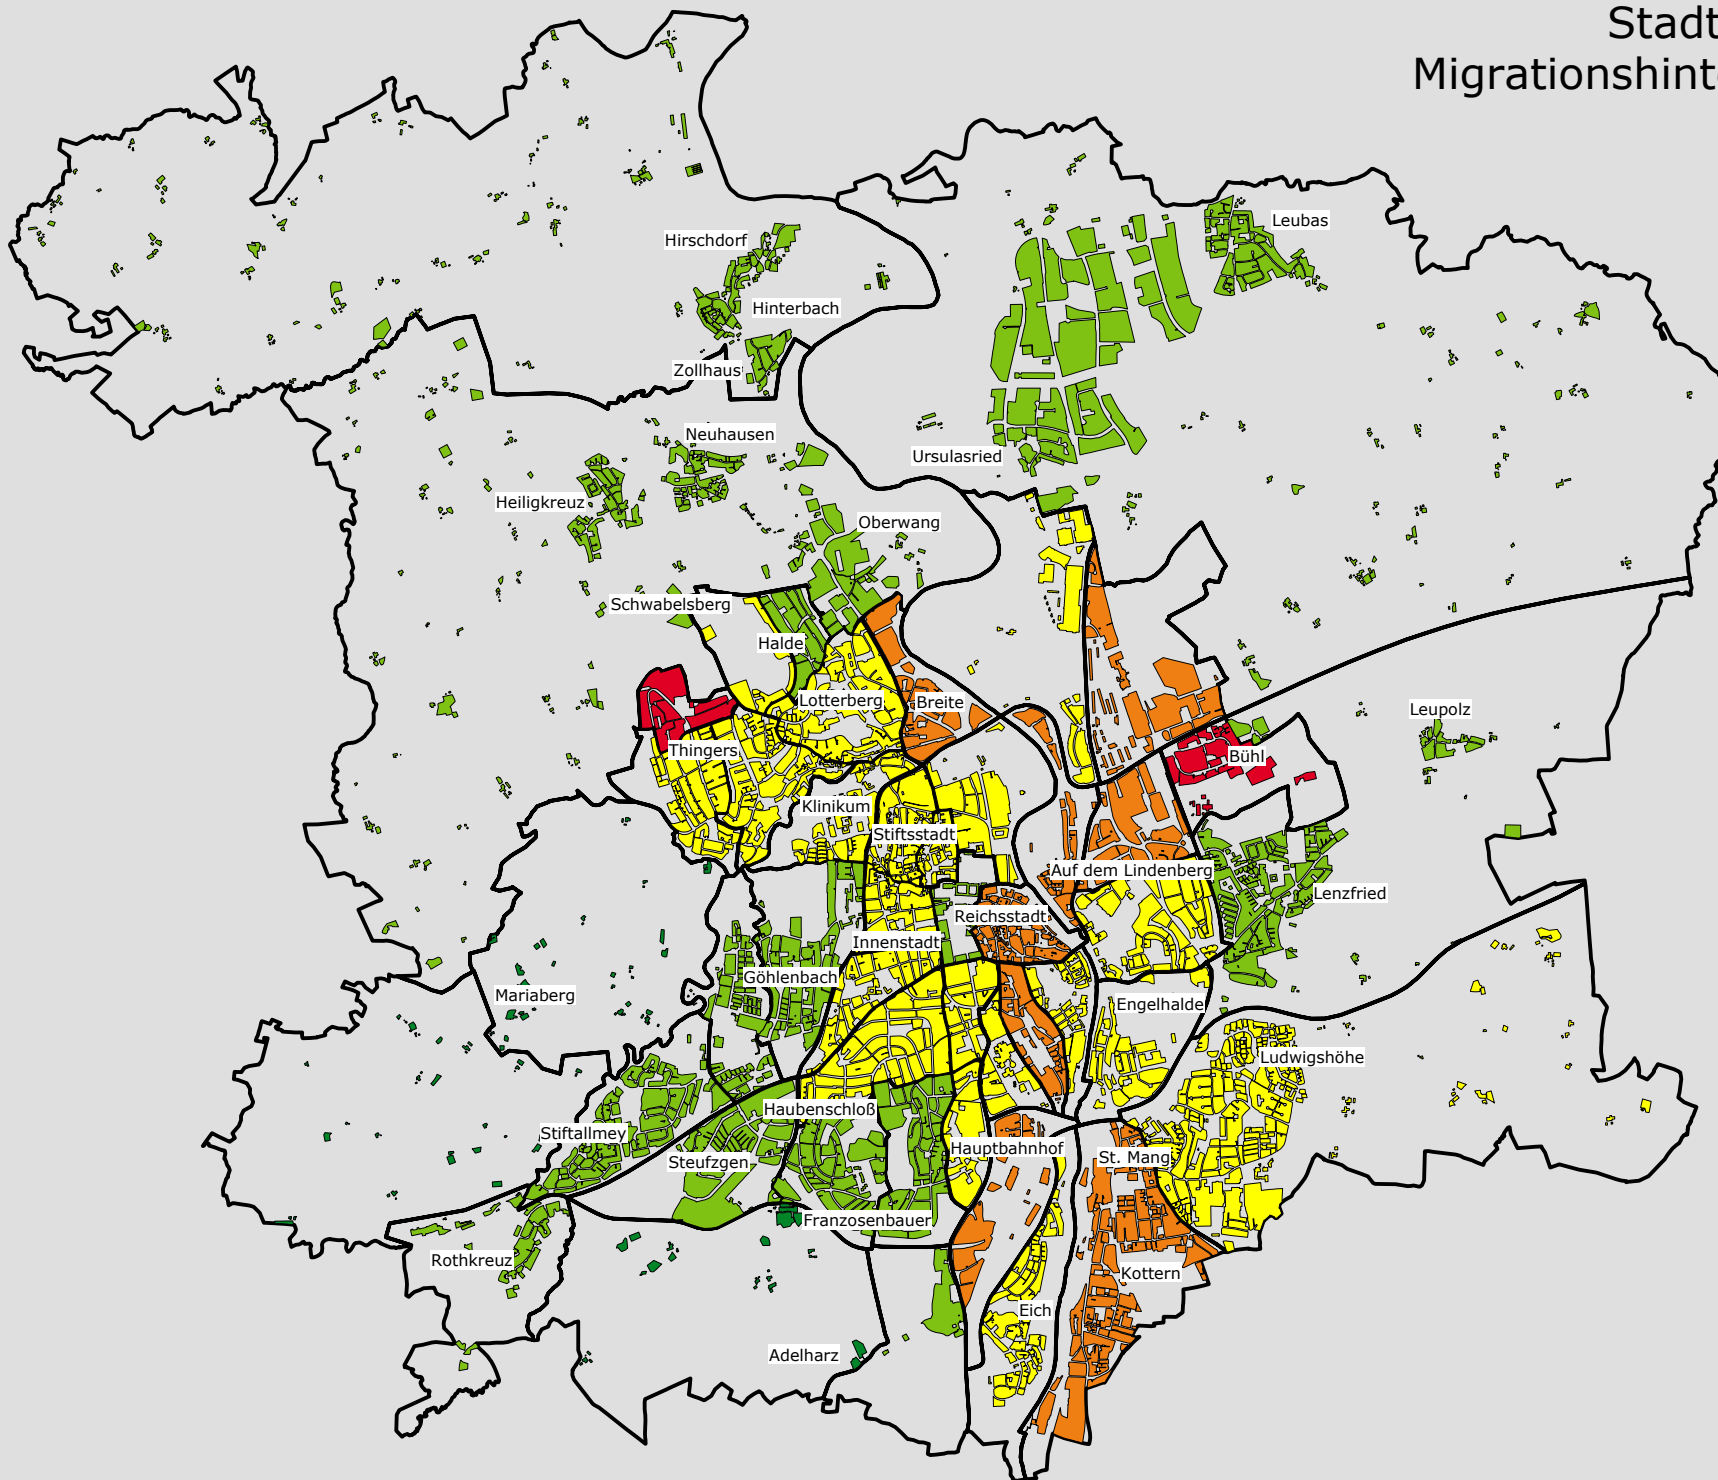 Stadt
Migrationshint
Leubas
Hirschdorf
Hinterbach
Zollhaus
Neuhausen
Ursulasried
Heiligkreuz
Oberwang
Schwabelsberg
Halde
Lotterberg
Breite
Leupolz
Thingers
Bühl
Klinikum
Stiftsstadt
Auf dem Lindenberg
Lenzfried
Reichsstadt
Innenstadt
Göhlenbach
Mariaberg
Engelhalde
Ludwigshöhe
Haubenschloß
Stiftallmey
Hauptbahnhof
St. Mang
Steufzgen
Franzosenbauer
Rothkreuz
Kottern
Eich
Adelharz